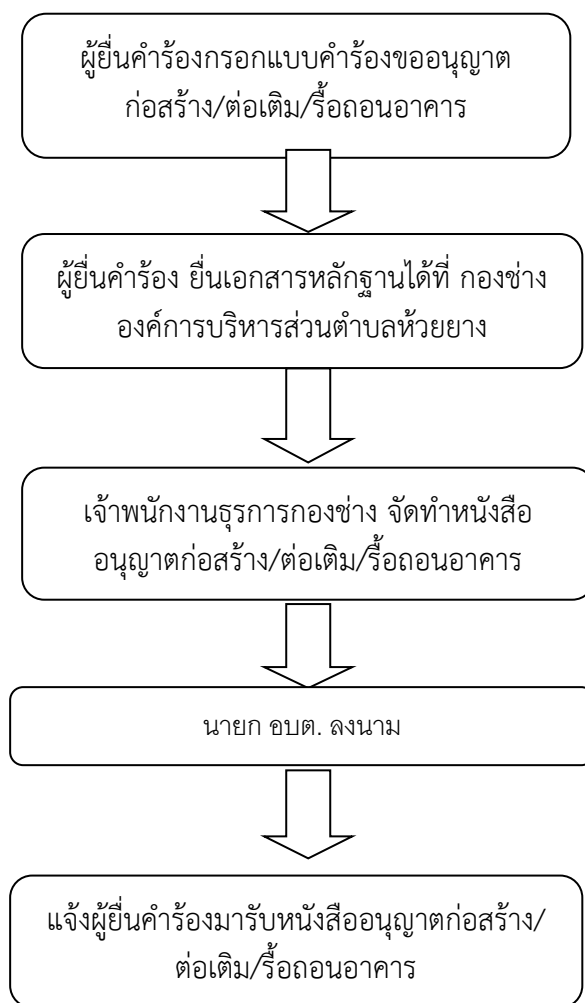 ผู้ยื่นคำร้องกรอกแบบคำร้องขออนุญาต
ก่อสร้าง/ต่อเติม/รื้อถอนอาคาร
ผู้ยื่นคำร้อง ยื่นเอกสารหลักฐานได้ที่ กองช่าง
องค์การบริหารส่วนตำบลห้วยยาง
เจ้าพนักงานธุรการกองช่าง จัดทำหนังสือ
อนุญาตก่อสร้าง/ต่อเติม/รื้อถอนอาคาร
นายก อบต. ลงนาม
แจ้งผู้ยื่นคำร้องมารับหนังสืออนุญาตก่อสร้าง/
ต่อเติม/รื้อถอนอาคาร